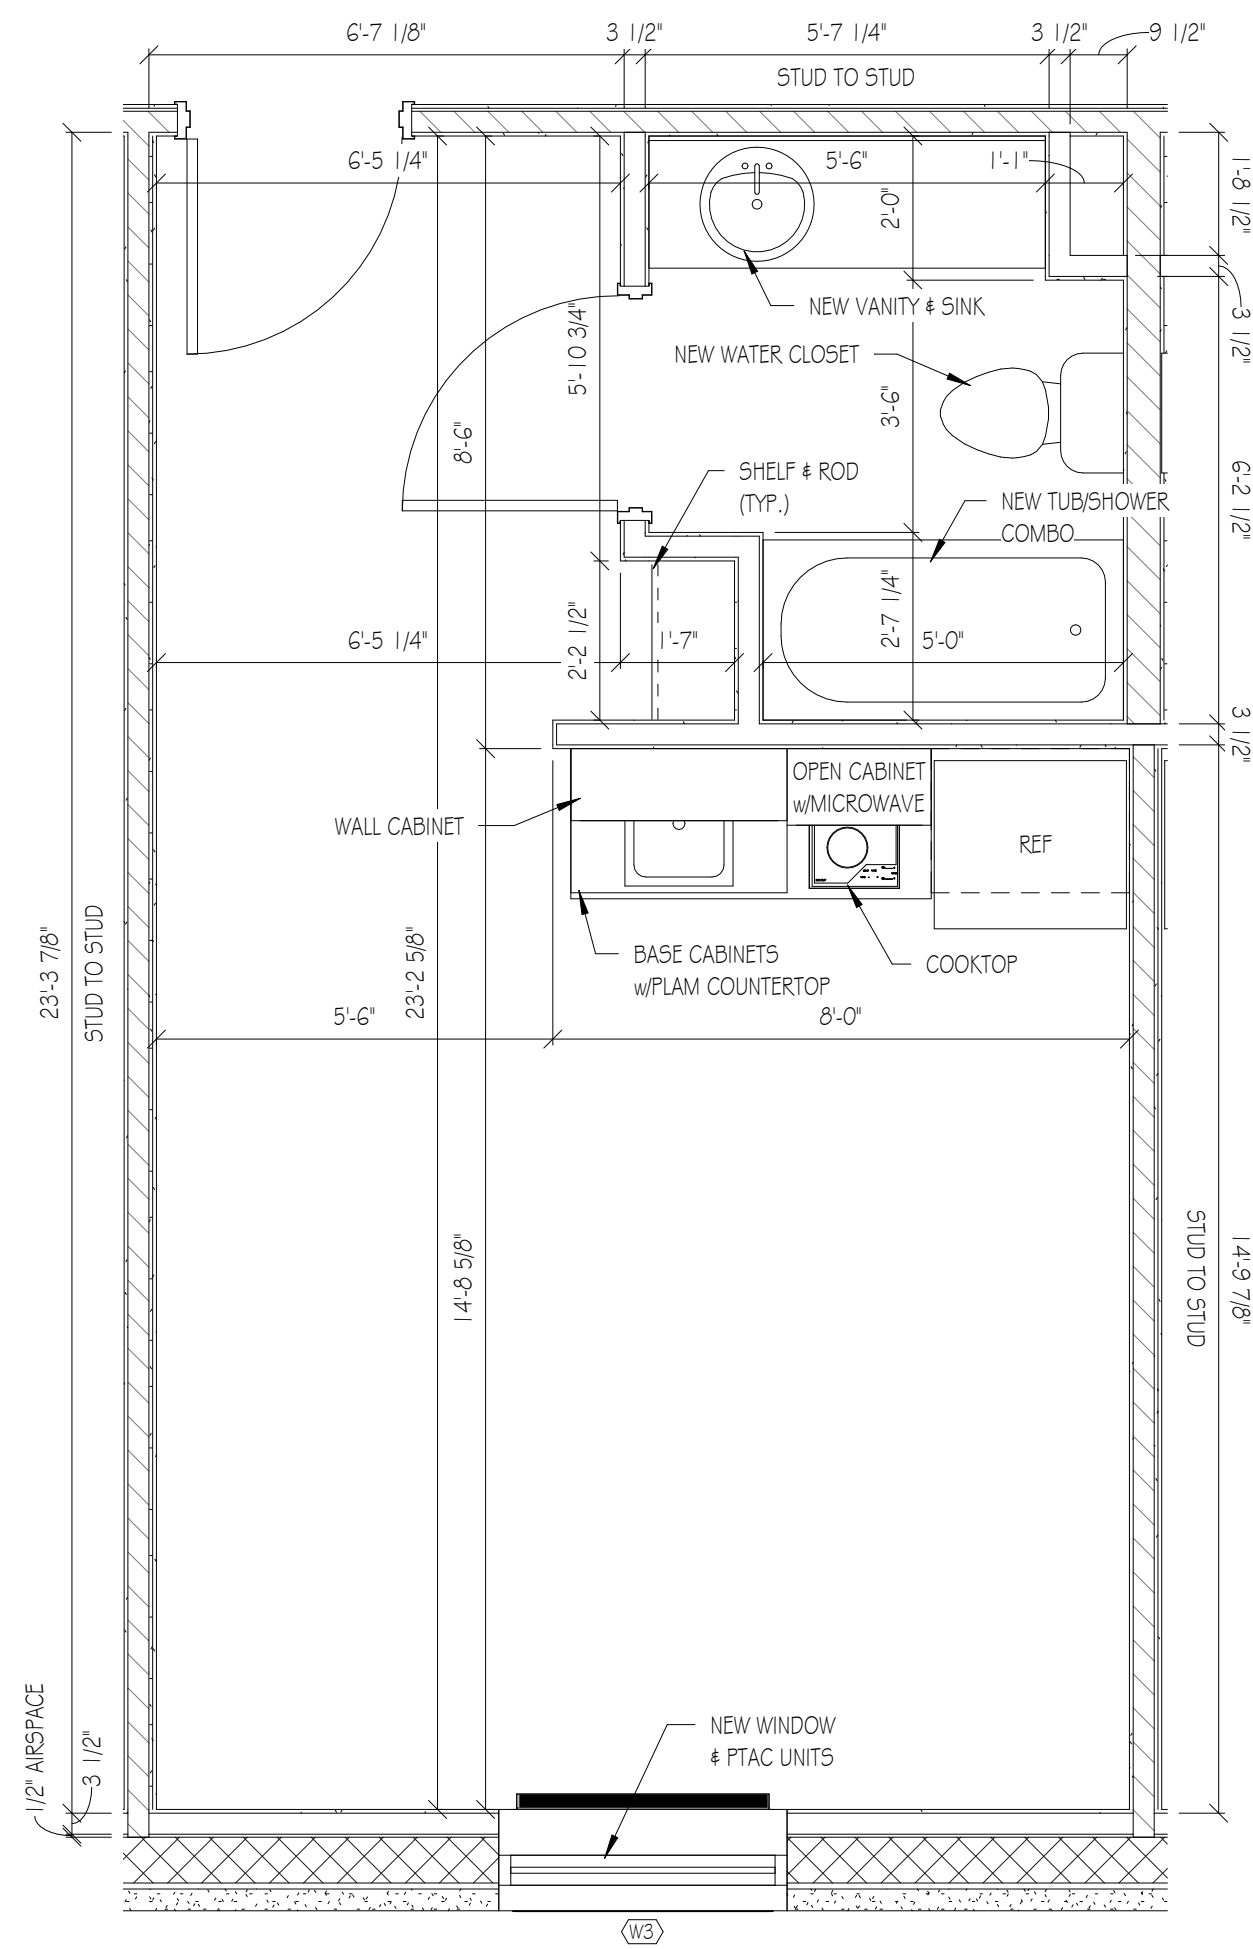 6'-7 1/8"
3 1/2"
5'-7 1/4"
3 1/2"
9 1/2"
STUD TO STUD
6'-5 1/4"
5'-6"
1'-1"
1'-8 1/2"
2'-0"
NEW VANITY & SINK
3 1/2"
5'-10 3/4"
NEW WATER CLOSET
3'-6"
8'-6"
SHELF & ROD
(TYP.)
NEW TUB/SHOWER
COMBO
6'-2 1/2"
2'-7 1/4"
2'-2 1/2"
6'-5 1/4"
1'-7"
5'-0"
3 1/2"
OPEN CABINET
w/MICROWAVE
WALL CABINET
REF
BASE CABINETS
w/PLAM COUNTERTOP
COOKTOP
23'-3 7/8"
STUD TO STUD
23'-2 5/8"
5'-6"
8'-0"
14'-8 5/8"
STUD TO STUD
14'-9 7/8"
1/2" AIRSPACE
3 1/2"
NEW WINDOW
& PTAC UNITS
W3